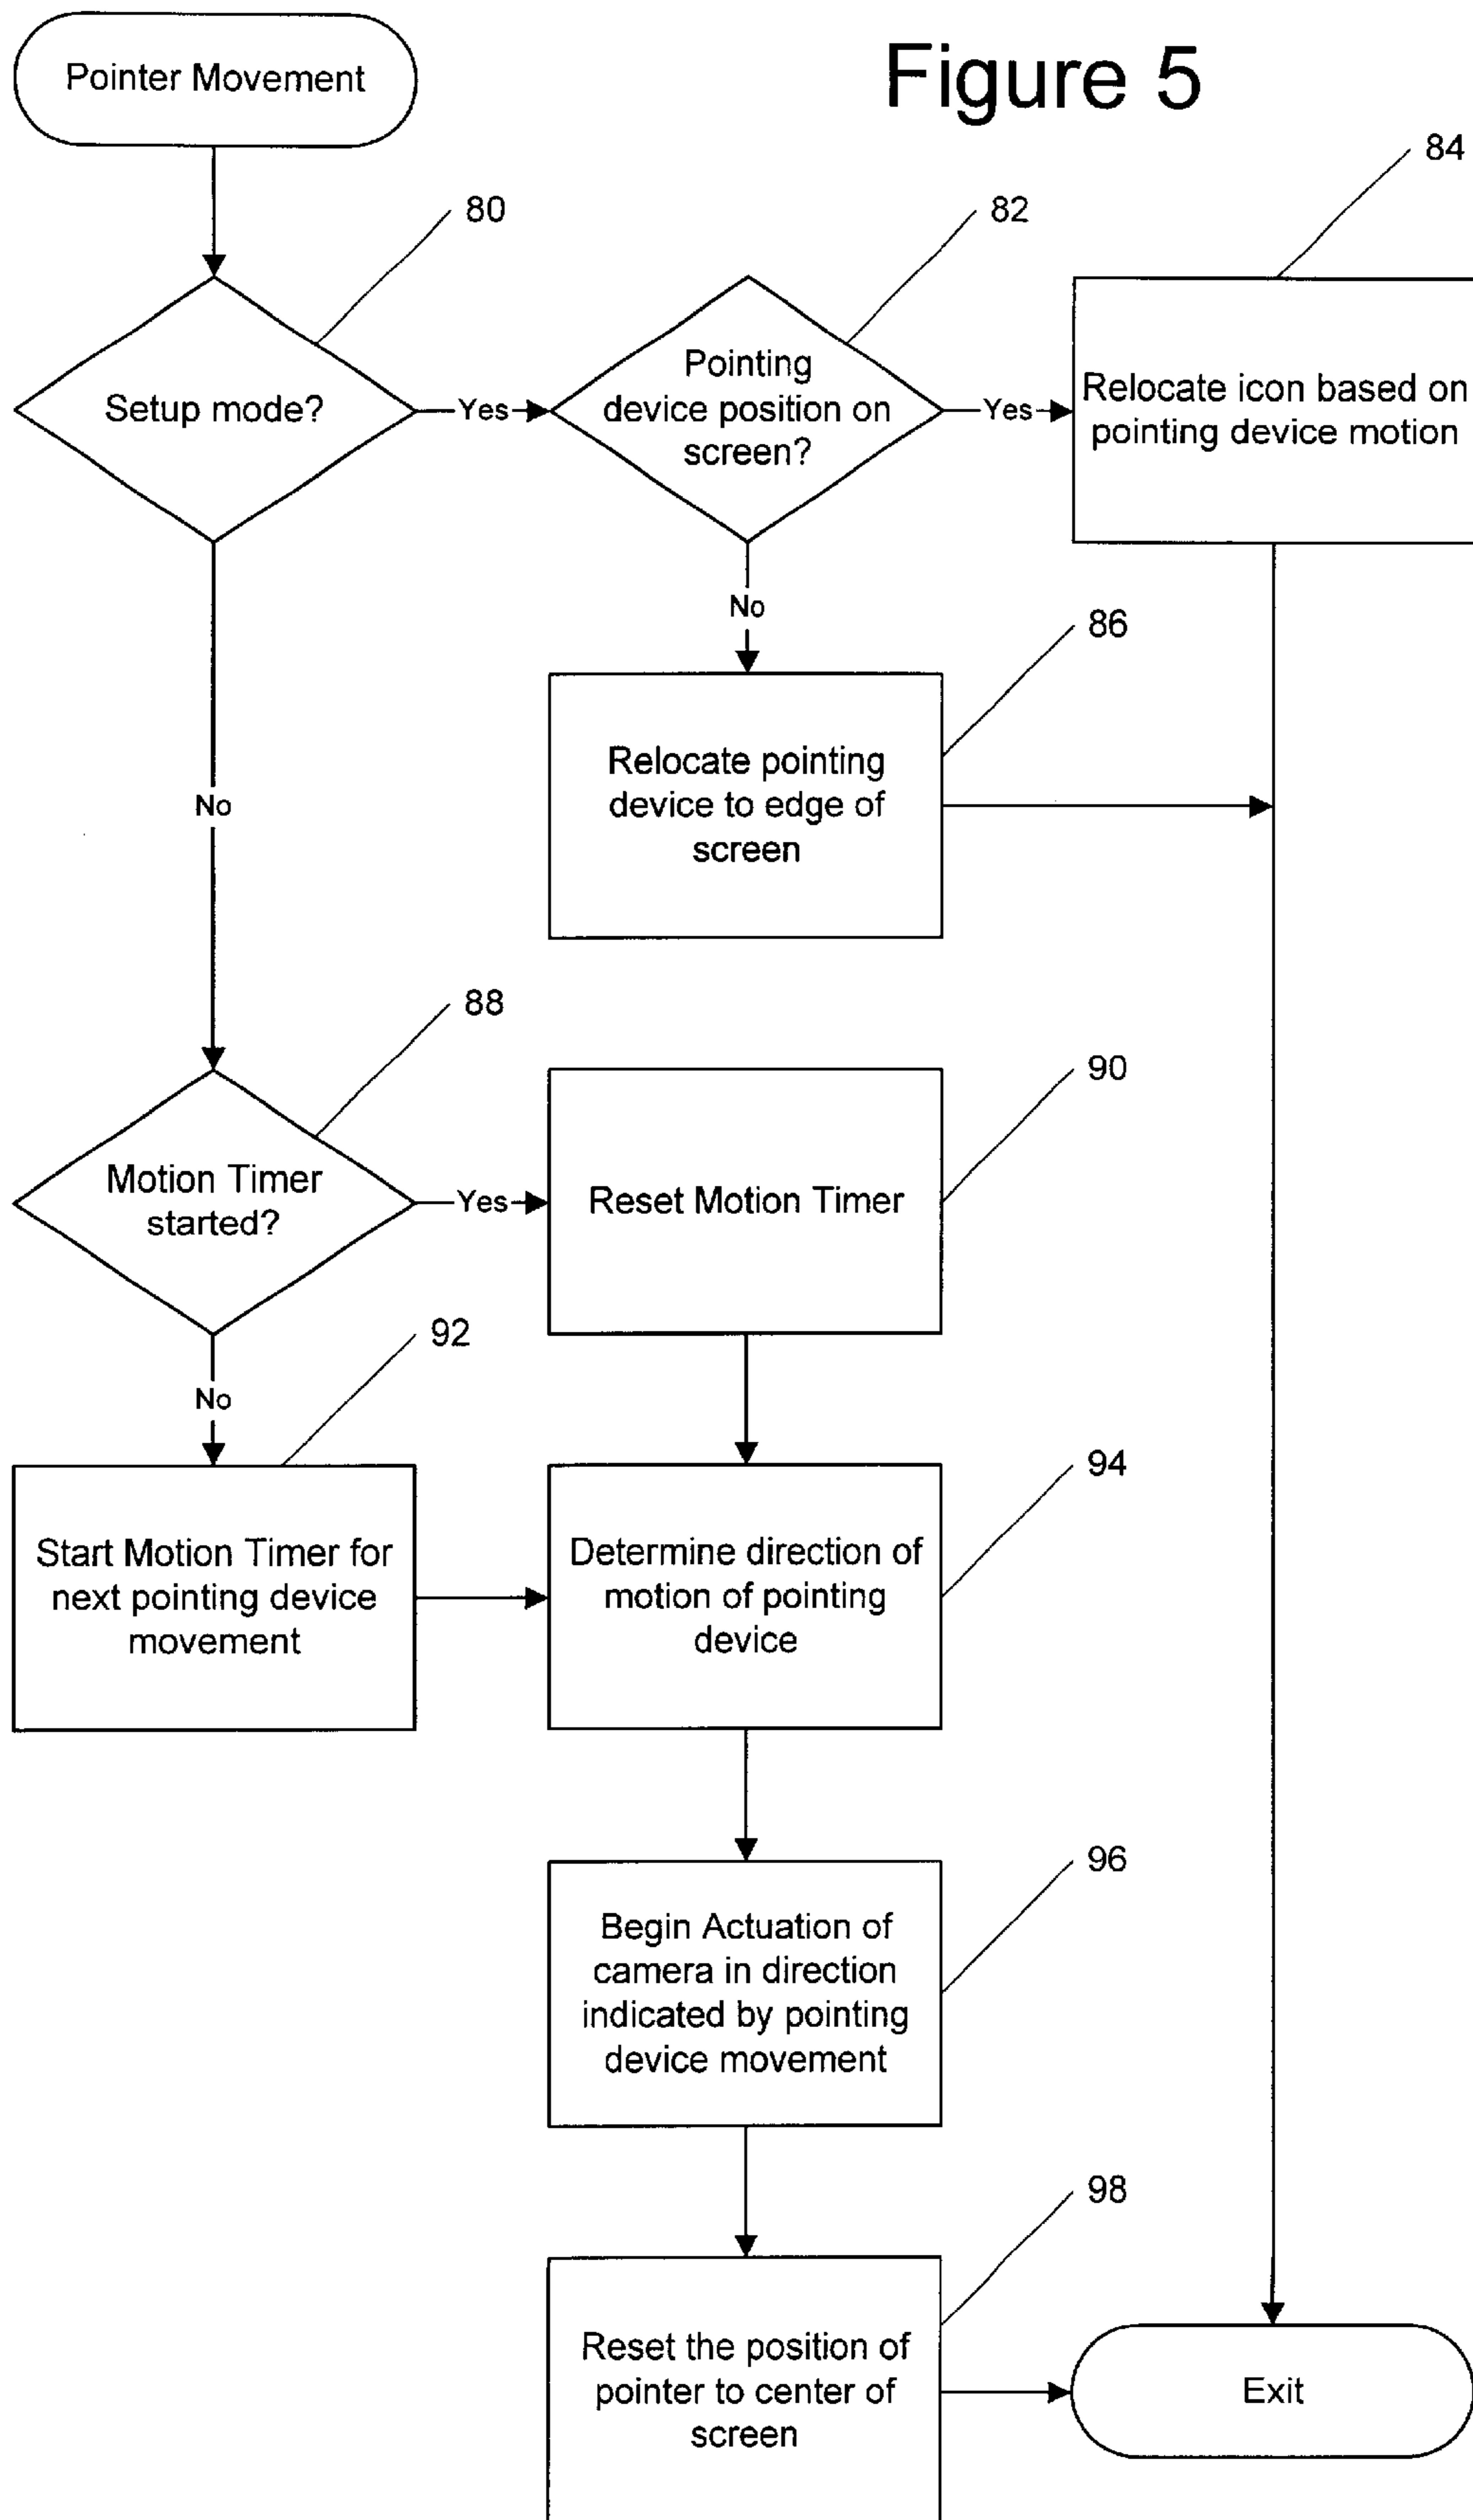 Figure 5
Pointer Movement
80
82
84
Setup mode?
Yes
Pointing
device position on
screen?
Yes
Relocate icon based on
pointing device motion
No
86
Relocate pointing
device to edge of
screen
No
88
90
Motion Timer
started?
Yes
Reset Motion Timer
92
No
94
Start Motion Timer for
next pointing device
movement
Determine direction of
motion of pointing
device
96
Begin Actuation of
camera in direction
indicated by pointing
device movement
98
Reset the position of
pointer to center of
screen
Exit